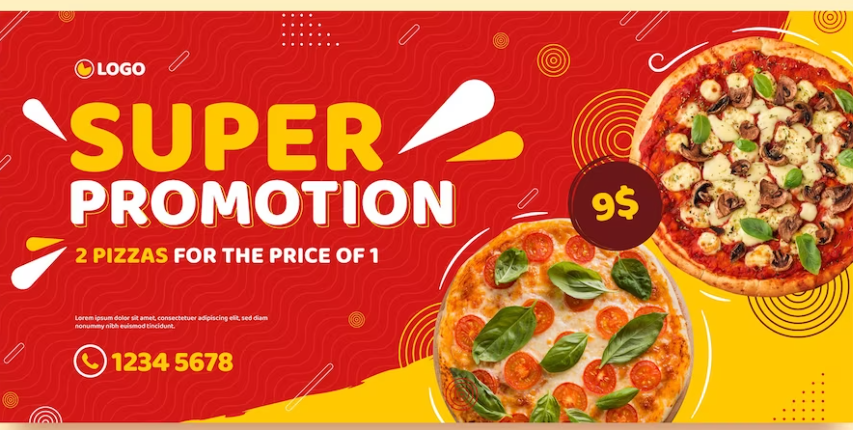 LOGO
SUPER
PROMOTION
9$
2 PIZZAS FOR THE PRICE OF 1
Lorem ipsum dolor sit amet, consectetuer adipiscing elit, sed diam
nonummy nibh euismod tincidunt.
1234 5678